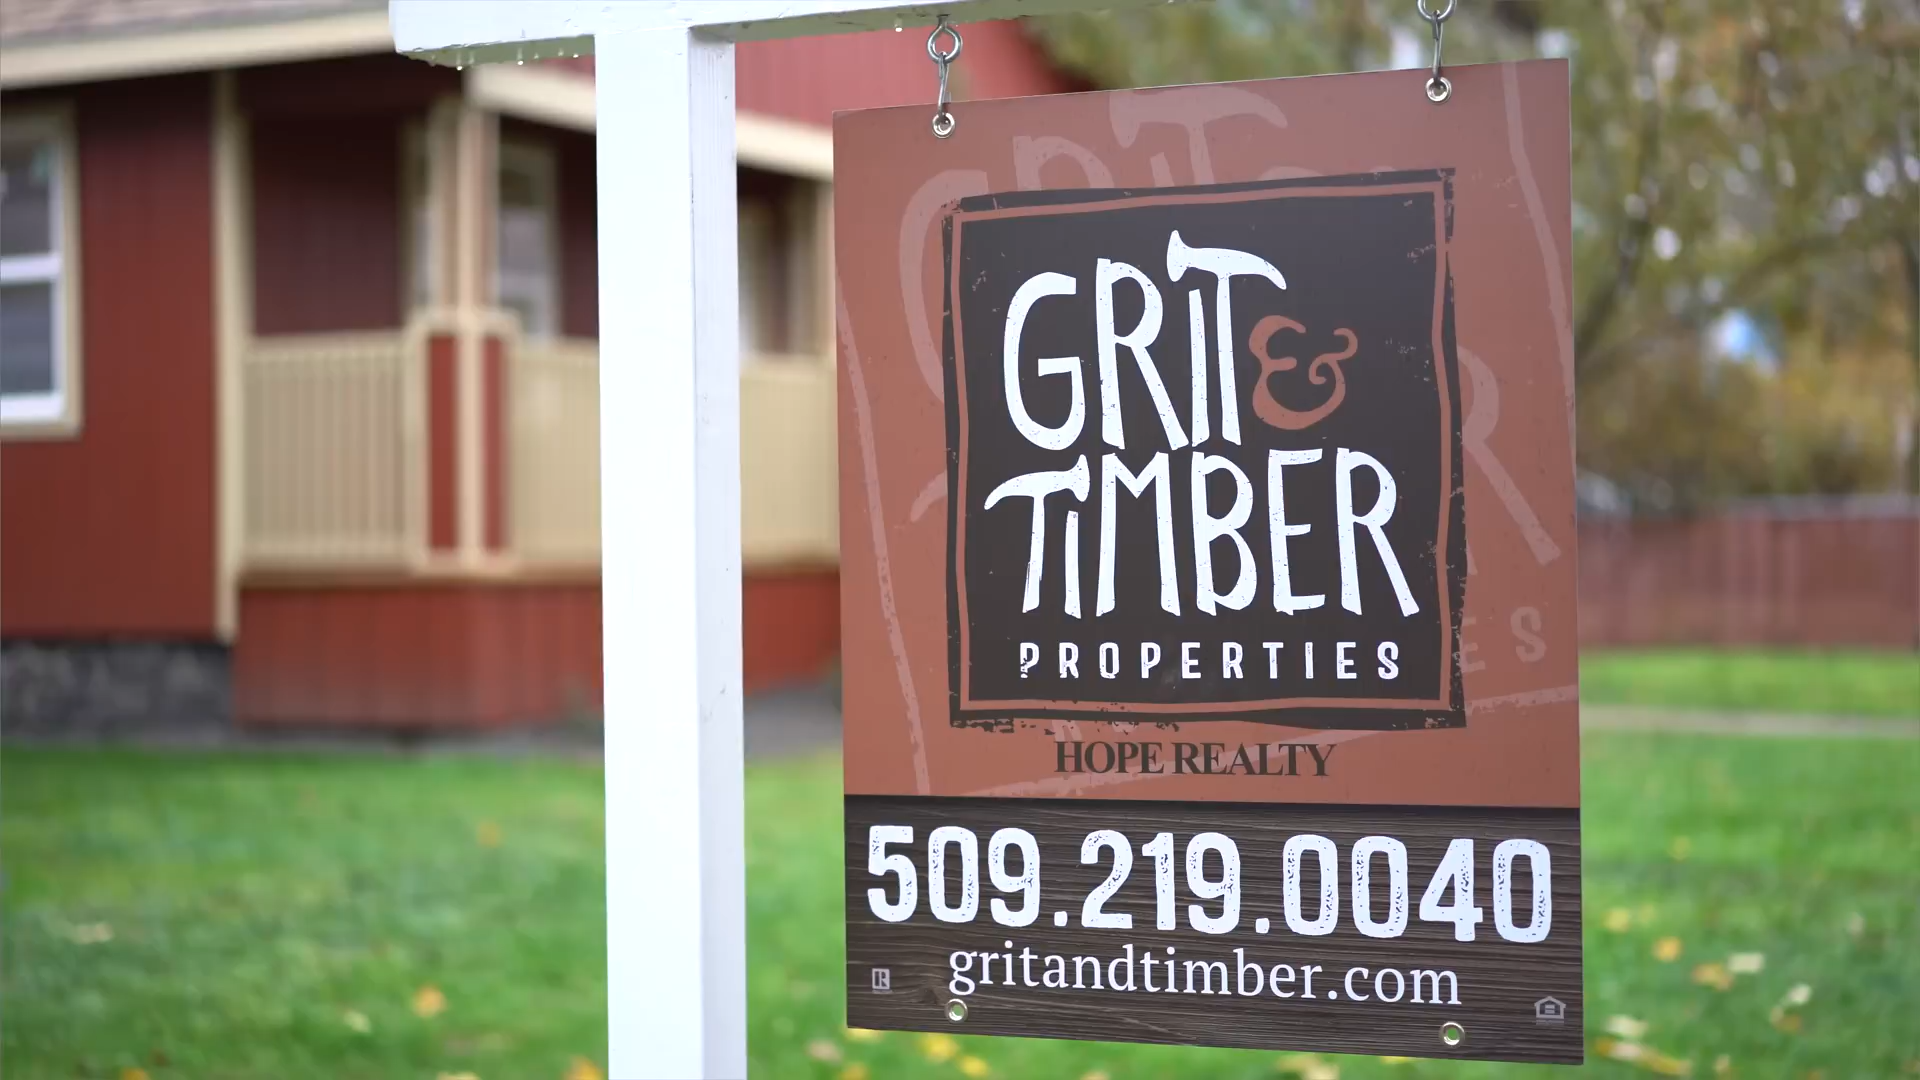 GRIT &
TIMBER
PROPERTIES
HOPE REALTY
509.219.0040
gritandtimber.com